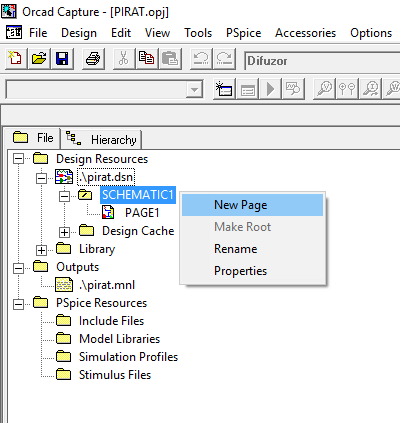 Orcad Capture - [PIRAT.opj]
File Design Edit View Tools PSpice Accessories Options
Difuzor
File Hierarchy
Design Resources
.\pirat.dsn
SCHEMATIC1
New Page
PAGE1
Make Root
Design Cache
Rename
Library
Properties
Outputs
.\pirat.mnl
PSpice Resources
Include Files
Model Libraries
Simulation Profiles
Stimulus Files